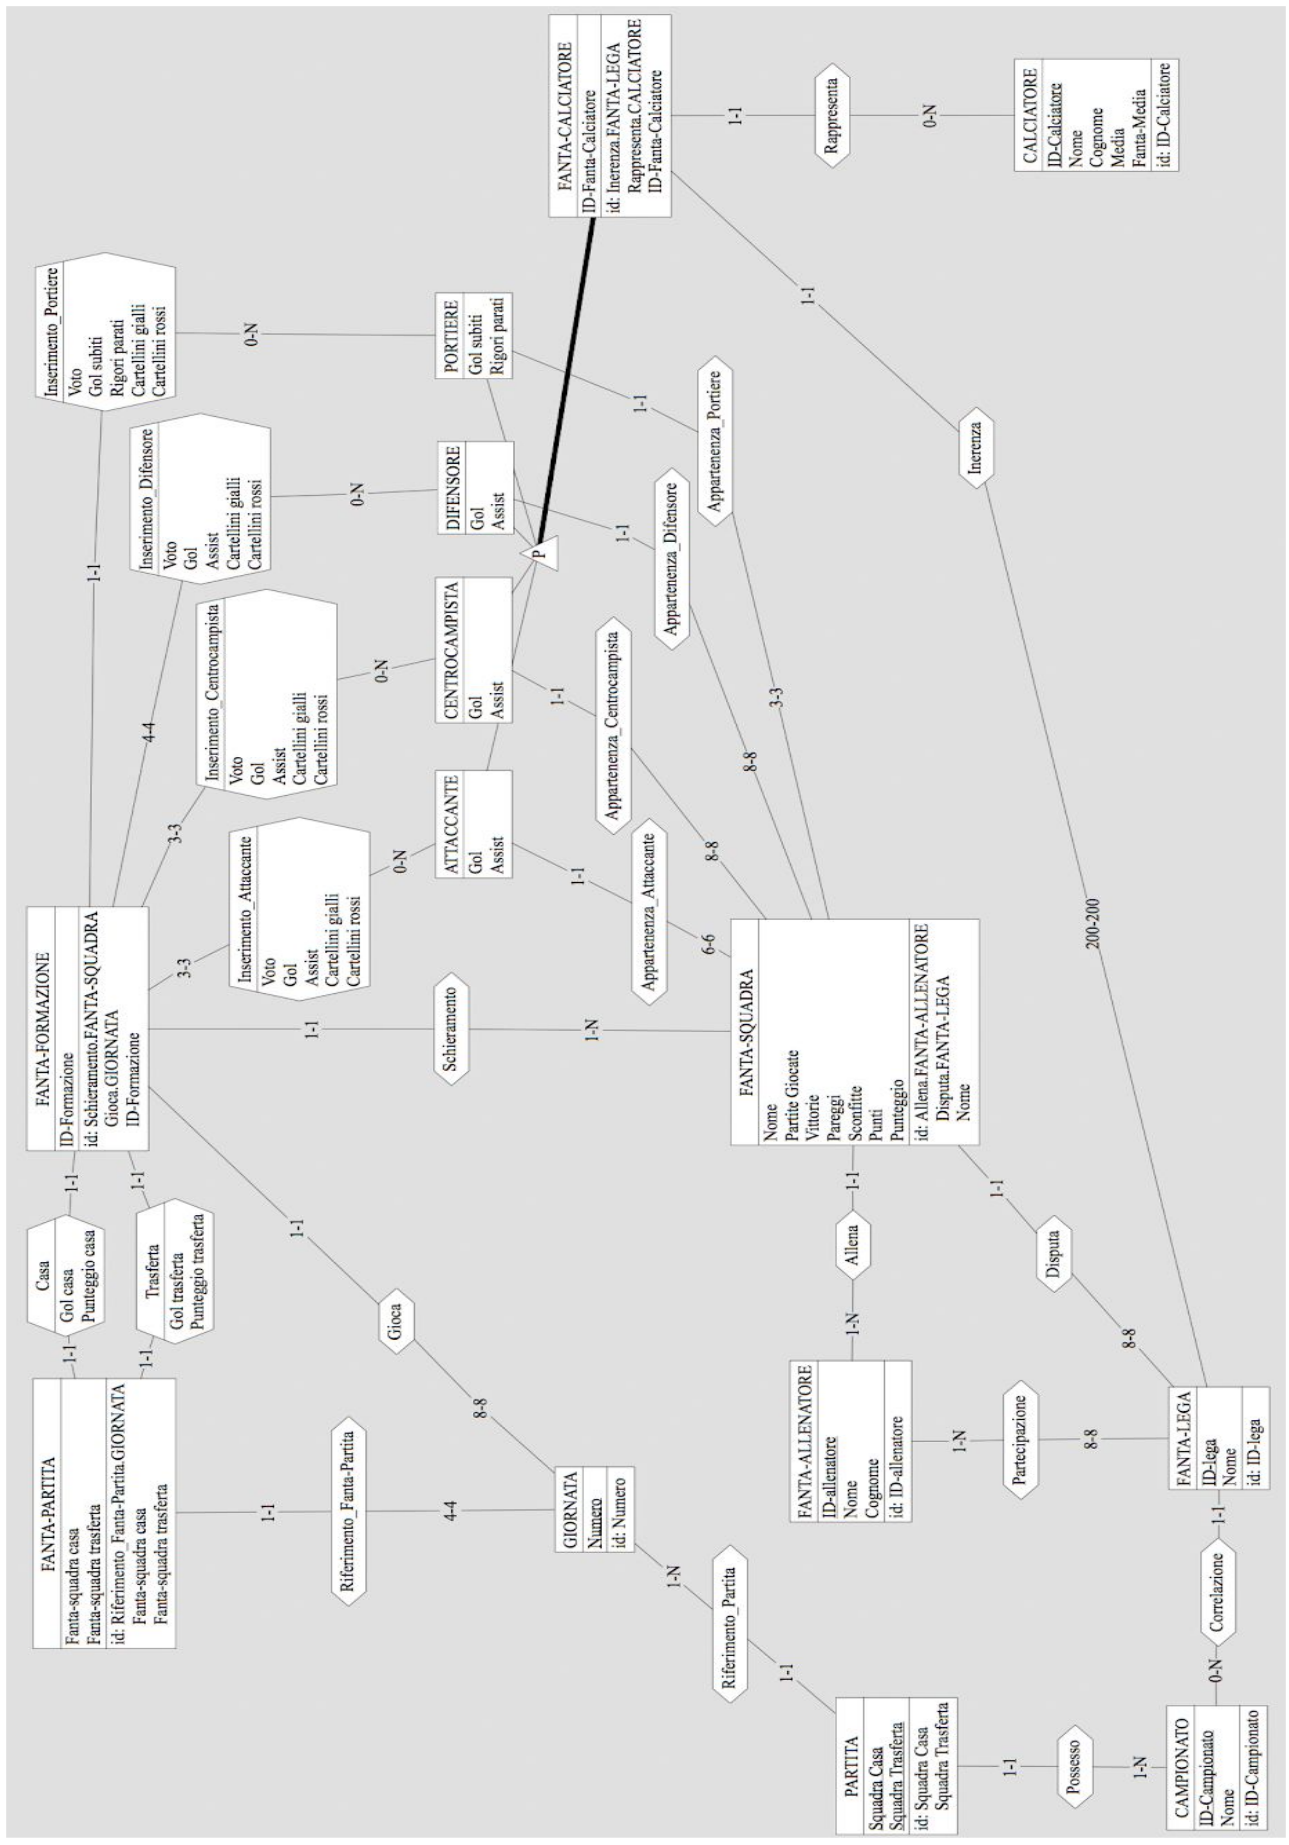 FANTA-PARTITA
Fanta-squadra casa
Fanta-squadra trasferta
id: Riferimento_Fanta-Partita.GIORNATA
Fanta-squadra casa
Fanta-squadra trasferta
1-1
Casa
Gol casa
Punteggio casa
1-1
1-1
Trasferta
Gol trasferta
Punteggio trasferta
1-1
FANTA-FORMAZIONE
ID-Formazione
id: Schieramento.FANTA-SQUADRA
Gioca.GIORNATA
ID-Formazione
1-1
4-4
3-3
3-3
Inserimento_Portiere
Voto
Gol subiti
Rigori parati
Cartellini gialli
Cartellini rossi
0-N
Inserimento_Difensore
Voto
Gol
Assist
Cartellini gialli
Cartellini rossi
0-N
Inserimento_Centrocampista
Voto
Gol
Assist
Cartellini gialli
Cartellini rossi
0-N
Inserimento_Attaccante
Voto
Gol
Assist
Cartellini gialli
Cartellini rossi
0-N
1-1
Riferimento_Fanta-Partita
4-4
1-1
Gioca
8-8
1-1
Schieramento
1-N
ATTACCANTE
Gol
Assist
CENTROCAMPISTA
Gol
Assist
DIFENSORE
Gol
Assist
PORTIERE
Gol subiti
Rigori parati
P
FANTA-CALCIATORE
ID-Fanta-Calciatore
id: Inerenza.FANTA-LEGA
Rappresenta.CALCIATORE
ID-Fanta-Calciatore
GIORNATA
Numero
id: Numero
1-1
Appartenenza_Attaccante
6-6
1-1
Appartenenza_Centrocampista
8-8
1-1
Appartenenza_Difensore
8-8
1-1
Appartenenza_Portiere
3-3
1-1
Rappresenta
0-N
1-N
Riferimento_Partita
1-1
FANTA-SQUADRA
Nome
Partite Giocate
Vittorie
Pareggi
Sconfitte
Punti
Punteggio
id: Allena.FANTA-ALLENATORE
Disputa.FANTA-LEGA
Nome
1-1
Allena
1-N
FANTA-ALLENATORE
ID-allenatore
Nome
Cognome
id: ID-allenatore
1-1
Disputa
8-8
1-1
Inerenza
200-200
PARTITA
Squadra Casa
Squadra Trasferta
id: Squadra Casa
Squadra Trasferta
1-N
Partecipazione
8-8
CALCIATORE
ID-Calciatore
Nome
Cognome
Media
Fanta-Media
id: ID-Calciatore
1-1
Possesso
1-N
CAMPIONATO
ID-Campionato
Nome
id: ID-Campionato
0-N
Correlazione
1-1
FANTA-LEGA
ID-lega
Nome
id: ID-lega